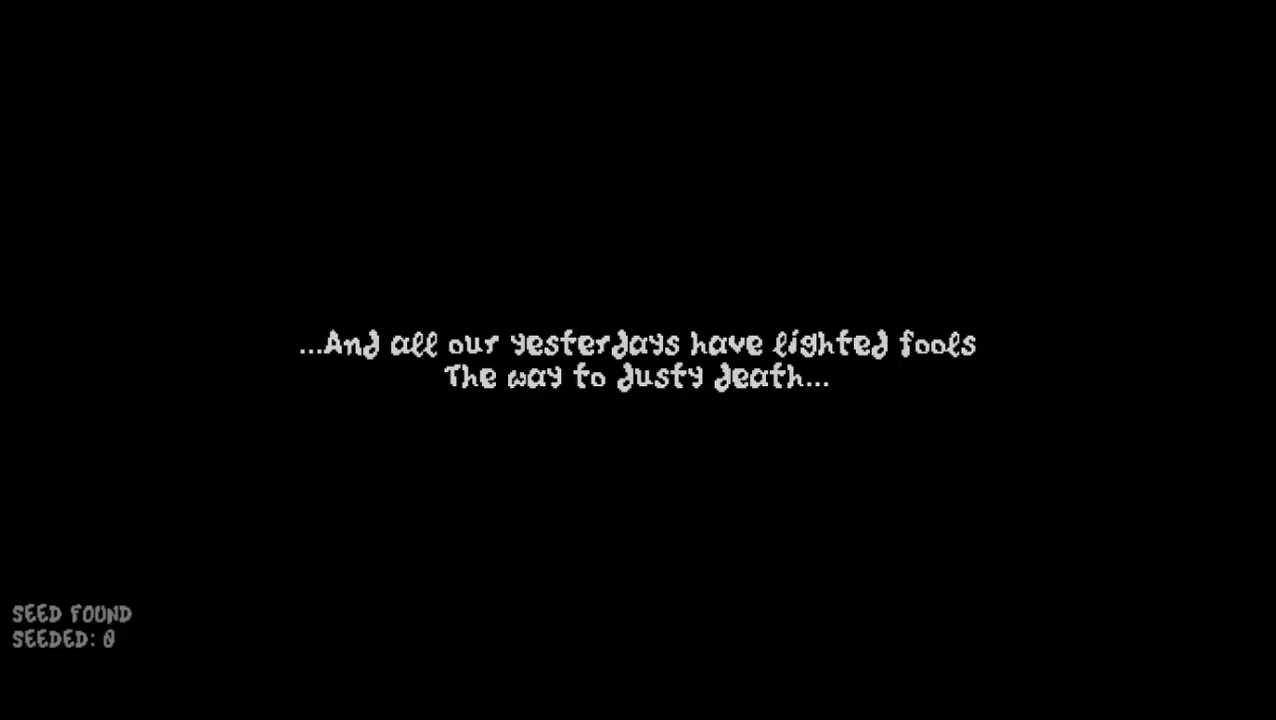 ...And all our yesterdays have lighted fools
The way to dusty death...
SEED FOUND
SEEDED: 0